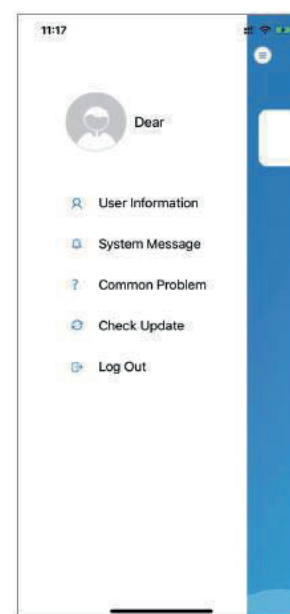 11:17
Dear
User Information
System Message
? Common Problem
Check Update
Log Out